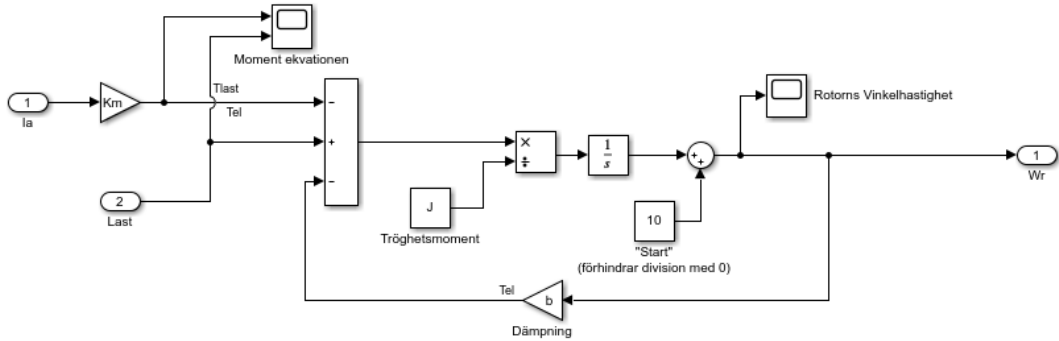 Moment ekvationen
1
Ia
Km
Tlast
Tel
−
+
−
2
Last
×
÷
J
Tröghetsmoment
1
s
+
+
10
"Start"
(förhindrar division med 0)
Rotorns Vinkelhastighet
1
Wr
Tel
b
Dämpning